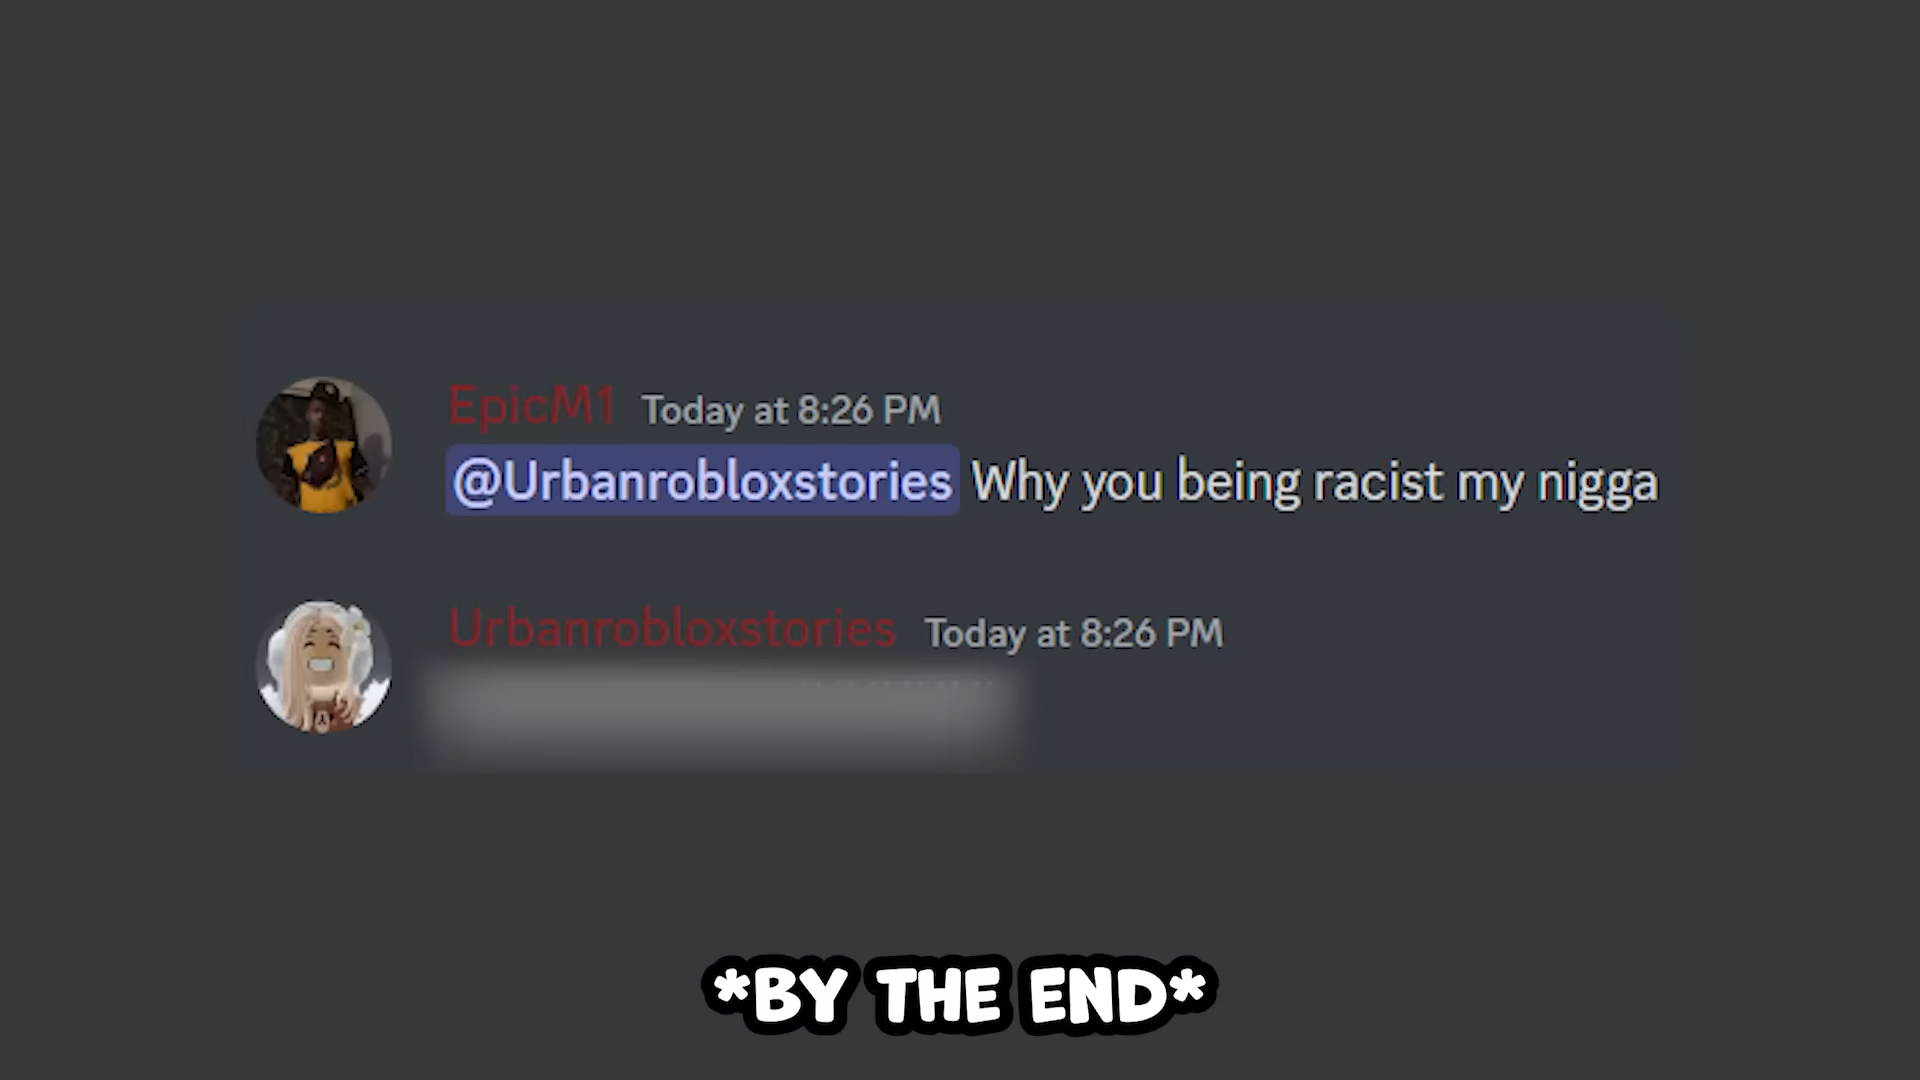 EpicM1 Today at 8:26 PM
@Urbanrobloxstories Why you being racist my nigga
Urbanrobloxstories Today at 8:26 PM
*BY THE END*